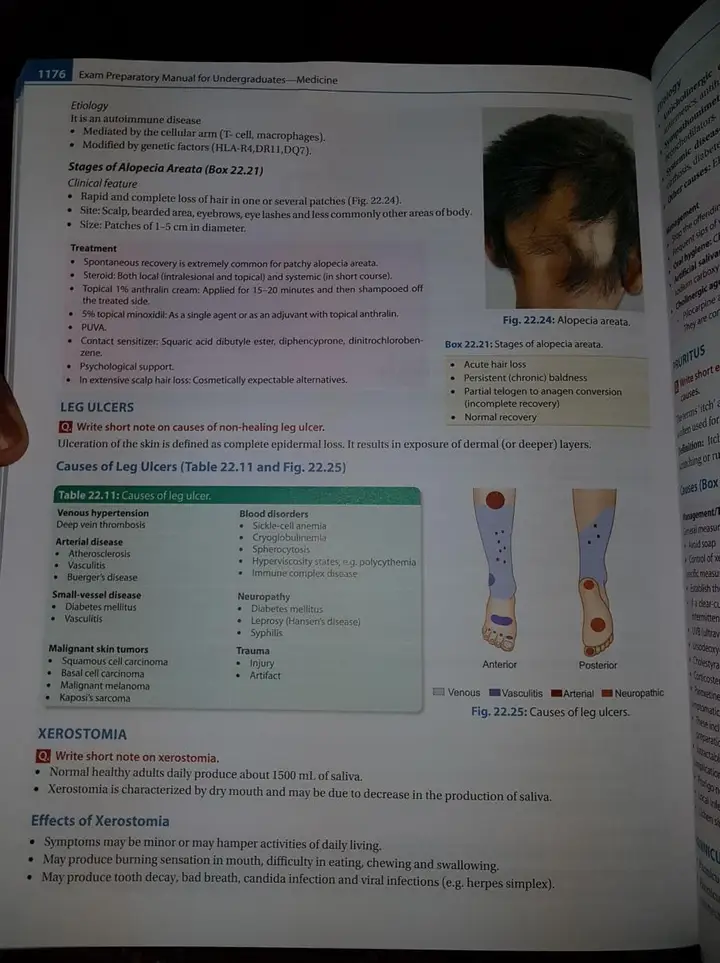 1176 Exam Preparatory Manual for Undergraduates—Medicine
Etiology
It is an autoimmune disease
• Mediated by the cellular arm (T- cell, macrophages).
• Modified by genetic factors (HLA-R4,DR11,DQ7).
Stages of Alopecia Areata (Box 22.21)
Clinical feature
• Rapid and complete loss of hair in one or several patches (Fig. 22.24).
• Site: Scalp, bearded area, eyebrows, eye lashes and less commonly other areas of body.
• Size: Patches of 1–5 cm in diameter.
Treatment
• Spontaneous recovery is extremely common for patchy alopecia areata.
• Steroid: Both local (intralesional and topical) and systemic (in short course).
• Topical 1% anthralin cream: Applied for 15–20 minutes and then shampooed off
the treated side.
• 5% topical minoxidil: As a single agent or as an adjuvant with topical anthralin.
• PUVA.
• Contact sensitizer: Squaric acid dibutyle ester, diphencyprone, dinitrochloroben-
zene.
• Psychological support.
• In extensive scalp hair loss: Cosmetically expectable alternatives.
Fig. 22.24: Alopecia areata.
Box 22.21: Stages of alopecia areata.
• Acute hair loss
• Persistent (chronic) baldness
• Partial telogen to anagen conversion
(incomplete recovery)
• Normal recovery
LEG ULCERS
Q. Write short note on causes of non-healing leg ulcer.
Ulceration of the skin is defined as complete epidermal loss. It results in exposure of dermal (or deeper) layers.
Causes of Leg Ulcers (Table 22.11 and Fig. 22.25)
Table 22.11: Causes of leg ulcer.
Venous hypertension
Deep vein thrombosis
Arterial disease
• Atherosclerosis
• Vasculitis
• Buerger's disease
Small-vessel disease
• Diabetes mellitus
• Vasculitis
Malignant skin tumors
• Squamous cell carcinoma
• Basal cell carcinoma
• Malignant melanoma
• Kaposi's sarcoma
Blood disorders
• Sickle-cell anemia
• Cryoglobulinemia
• Spherocytosis
• Hyperviscosity states, e.g. polycythemia
• Immune complex disease
Neuropathy
• Diabetes mellitus
• Leprosy (Hansen's disease)
• Syphilis
Trauma
• Injury
• Artifact
Anterior
Posterior
Venous Vasculitis Arterial Neuropathic
Fig. 22.25: Causes of leg ulcers.
XEROSTOMIA
Q. Write short note on xerostomia.
• Normal healthy adults daily produce about 1500 mL of saliva.
• Xerostomia is characterized by dry mouth and may be due to decrease in the production of saliva.
Effects of Xerostomia
• Symptoms may be minor or may hamper activities of daily living.
• May produce burning sensation in mouth, difficulty in eating, chewing and swallowing.
• May produce tooth decay, bad breath, candida infection and viral infections (e.g. herpes simplex).